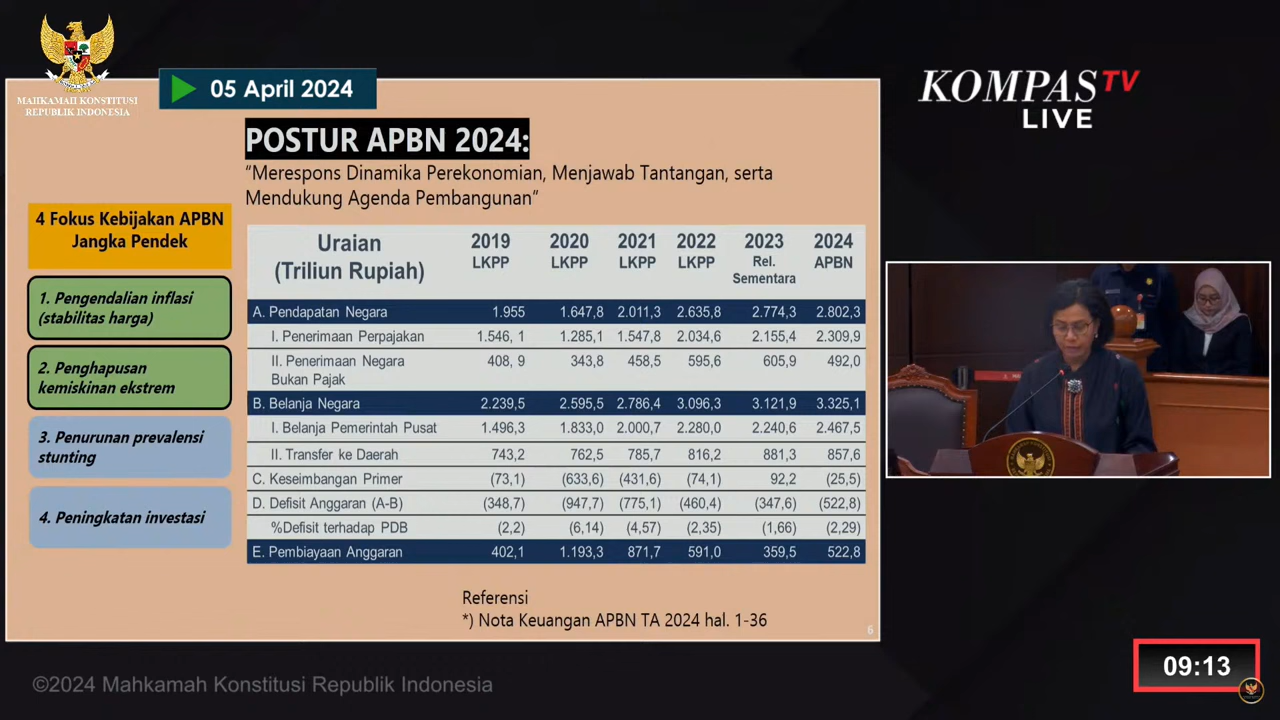 MAHKAMAH KONSTITUSI
REPUBLIK INDONESIA
05 April 2024
KOMPAS TV
LIVE
POSTUR APBN 2024:
“Merespons Dinamika Perekonomian, Menjawab Tantangan, serta
Mendukung Agenda Pembangunan”
4 Fokus Kebijakan APBN
Jangka Pendek
1. Pengendalian inflasi
(stabilitas harga)
2. Penghapusan
kemiskinan ekstrem
3. Penurunan prevalensi
stunting
4. Peningkatan investasi
Uraian 2019 2020 2021 2022 2023 2024
(Triliun Rupiah) LKPP LKPP LKPP LKPP Rel. APBN
Sementara
A. Pendapatan Negara 1.955 1.647,8 2.011,3 2.635,8 2.774,3 2.802,3
I. Penerimaan Perpajakan 1.546, 1 1.285,1 1.547,8 2.034,6 2.155,4 2.309,9
II. Penerimaan Negara 408, 9 343,8 458,5 595,6 605,9 492,0
Bukan Pajak
B. Belanja Negara 2.239,5 2.595,5 2.786,4 3.096,3 3.121,9 3.325,1
I. Belanja Pemerintah Pusat 1.496,3 1.833,0 2.000,7 2.280,0 2.240,6 2.467,5
II. Transfer ke Daerah 743,2 762,5 785,7 816,2 881,3 857,6
C. Keseimbangan Primer (73,1) (633,6) (431,6) (74,1) 92,2 (25,5)
D. Defisit Anggaran (A-B) (348,7) (947,7) (775,1) (460,4) (347,6) (522,8)
%Defisit terhadap PDB (2,2) (6,14) (4,57) (2,35) (1,66) (2,29)
E. Pembiayaan Anggaran 402,1 1.193,3 871,7 591,0 359,5 522,8
Referensi
*) Nota Keuangan APBN TA 2024 hal. 1-36
6
©2024 Mahkamah Konstitusi Republik Indonesia
09:13